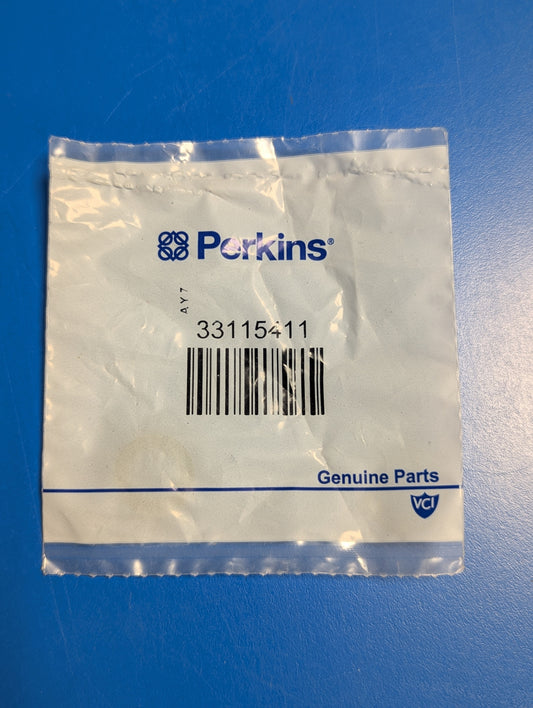 Perkins®
AY7
33115411
Genuine Parts
VCI